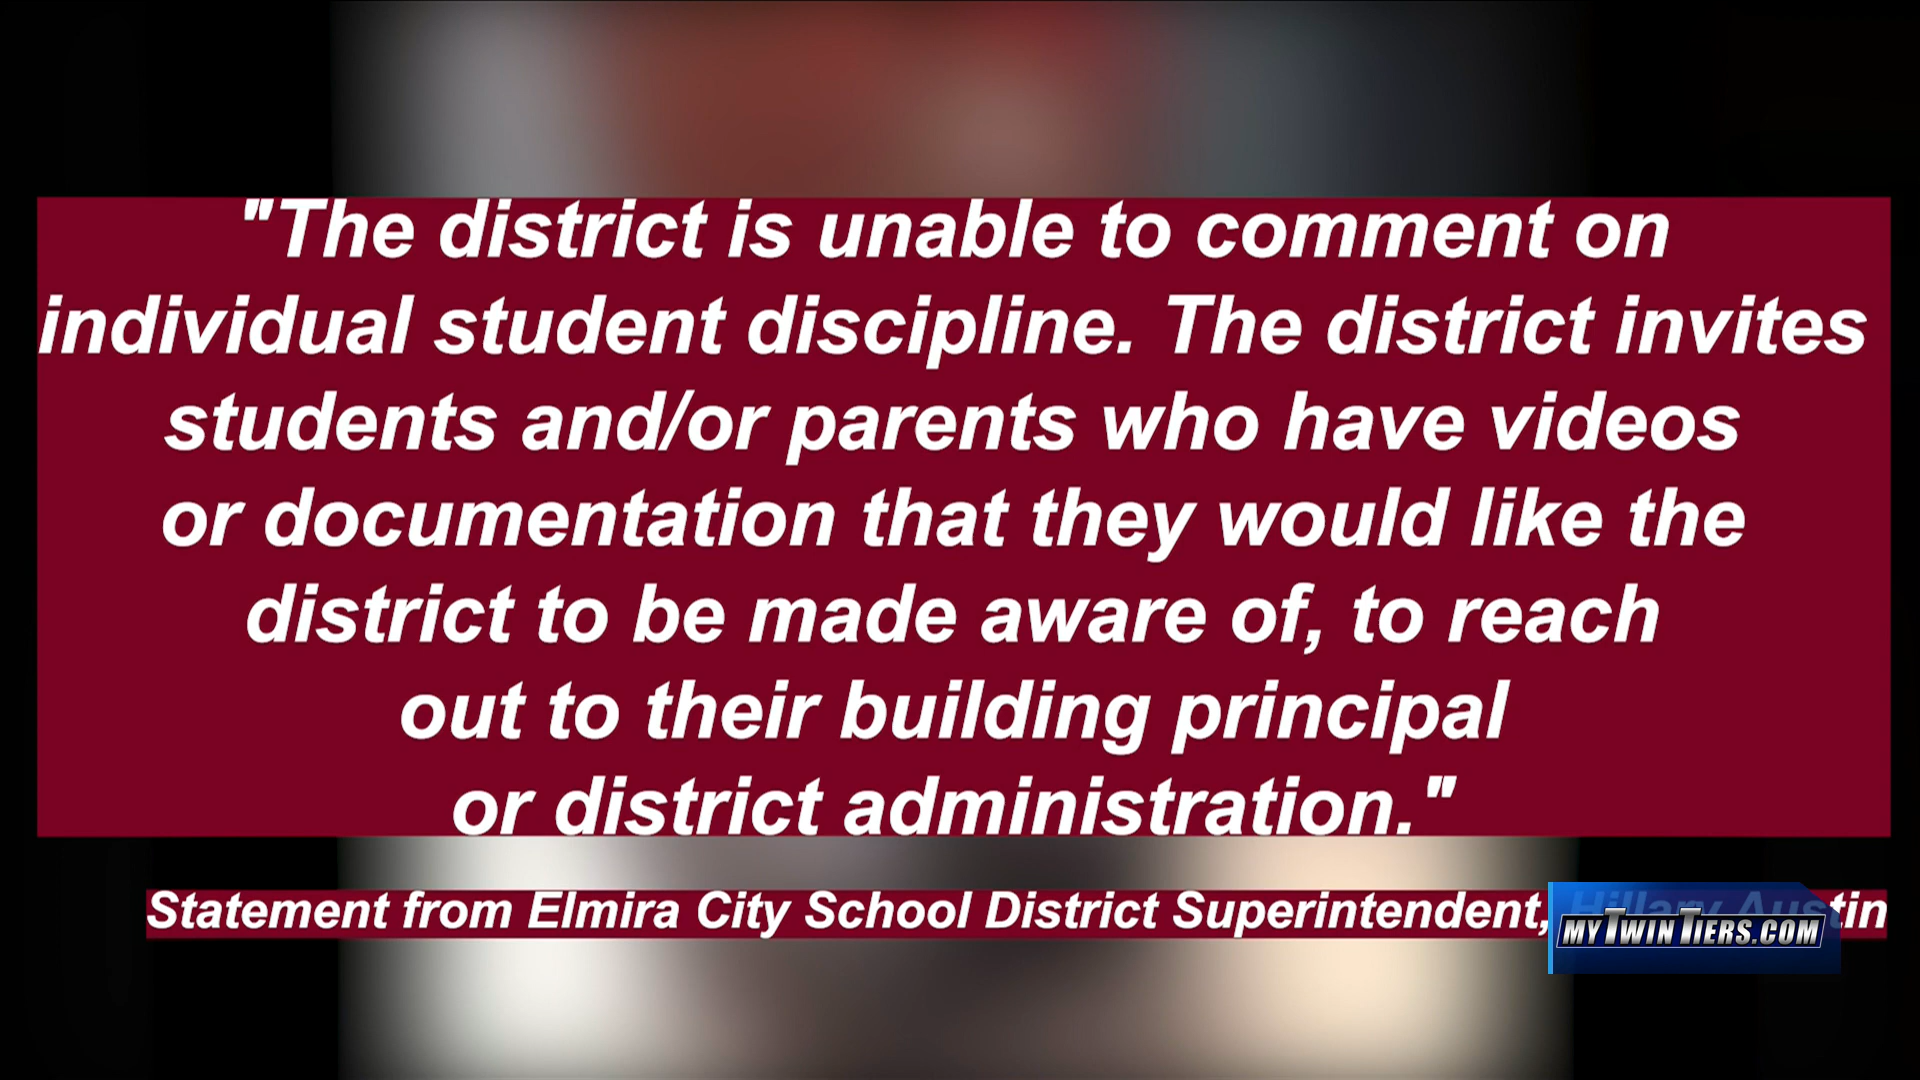 "The district is unable to comment on
individual student discipline. The district invites
students and/or parents who have videos
or documentation that they would like the
district to be made aware of, to reach
out to their building principal
or district administration."
Statement from Elmira City School District Superintendent, Hillary Austin
MYTWINTIERS.COM